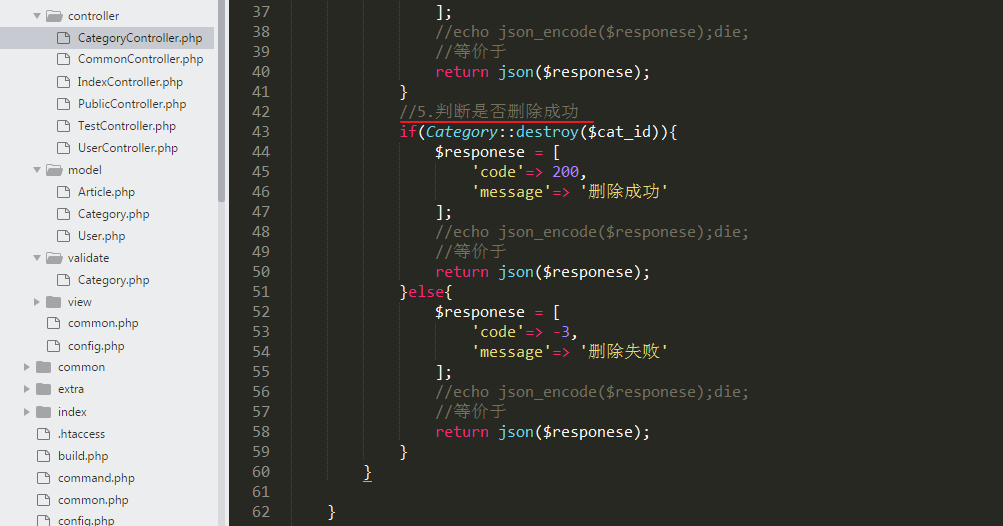 controller
CategoryController.php
CommonController.php
IndexController.php
PublicController.php
TestController.php
UserController.php
model
Article.php
Category.php
User.php
validate
Category.php
view
common.php
config.php
common
extra
index
.htaccess
build.php
command.php
common.php
config.php
37 ];
38 //echo json_encode($responese);die;
39 //等价于
40 return json($responese);
41 }
42 //5.判断是否删除成功
43 if(Category::destroy($cat_id)){
44 $responese = [
45 'code'=> 200,
46 'message'=> '删除成功'
47 ];
48 //echo json_encode($responese);die;
49 //等价于
50 return json($responese);
51 }else{
52 $responese = [
53 'code'=> -3,
54 'message'=> '删除失败'
55 ];
56 //echo json_encode($responese);die;
57 //等价于
58 return json($responese);
59 }
60 }
61
62 }